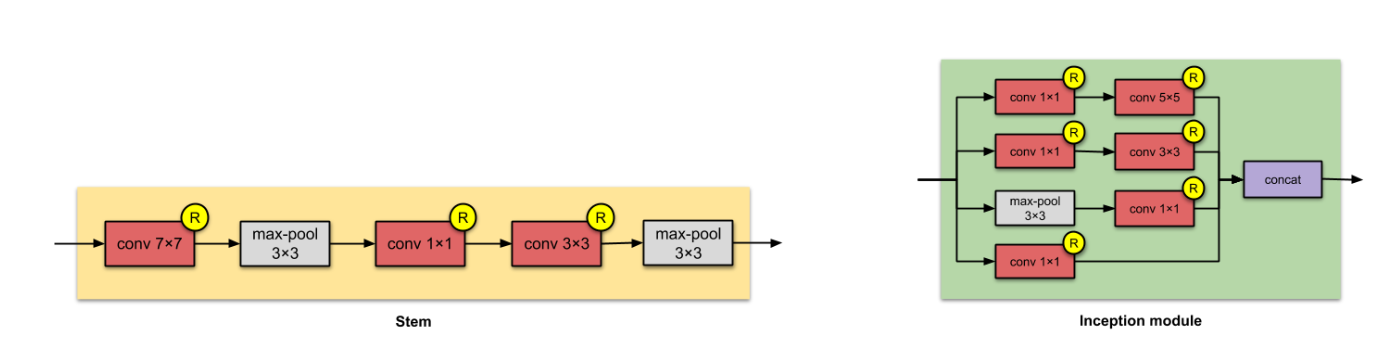 R
R
R
conv 7×7
max-pool
3×3
conv 1×1
conv 3×3
max-pool
3×3
Stem
R
R
conv 1×1
conv 5×5
R
R
conv 1×1
conv 3×3
R
max-pool
3×3
conv 1×1
concat
R
conv 1×1
Inception module